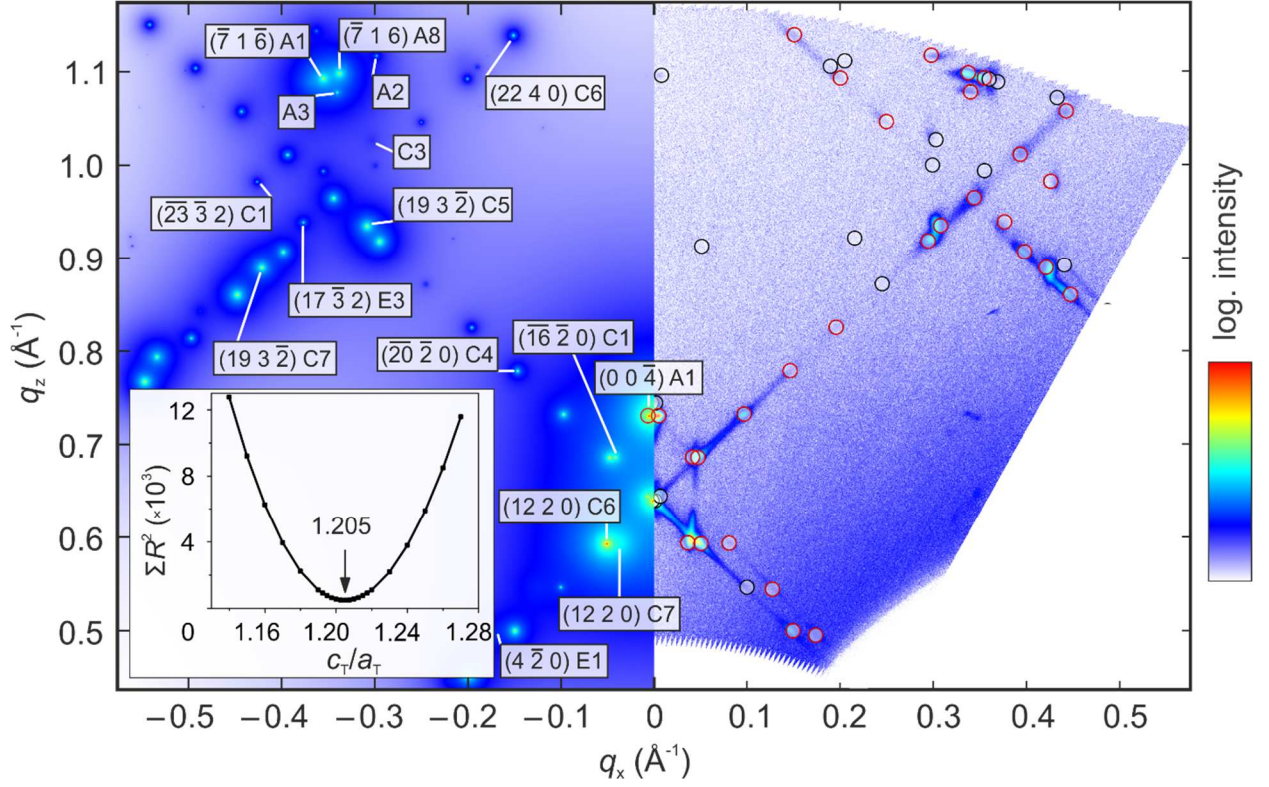 (7̅ 1 6̅) A1
(7̅ 1 6) A8
A3
A2
(22 4 0) C6
C3
(2̅3̅ 3̅ 2) C1
(19 3 2̅) C5
(17 3̅ 2) E3
(19 3 2̅) C7
(2̅0̅ 2̅ 0) C4
(1̅6̅ 2̅ 0) C1
(0 0 4̅) A1
(12 2 0) C6
(12 2 0) C7
(4 2̅ 0) E1
1.1
1.0
0.9
0.8
0.7
0.6
0.5
q_z (Å⁻¹)
12
8
4
0
ΣR² (×10³)
1.205
1.16 1.20 1.24 1.28
c_T/a_T
−0.5 −0.4 −0.3 −0.2 −0.1 0 0.1 0.2 0.3 0.4 0.5
q_x (Å⁻¹)
log. intensity